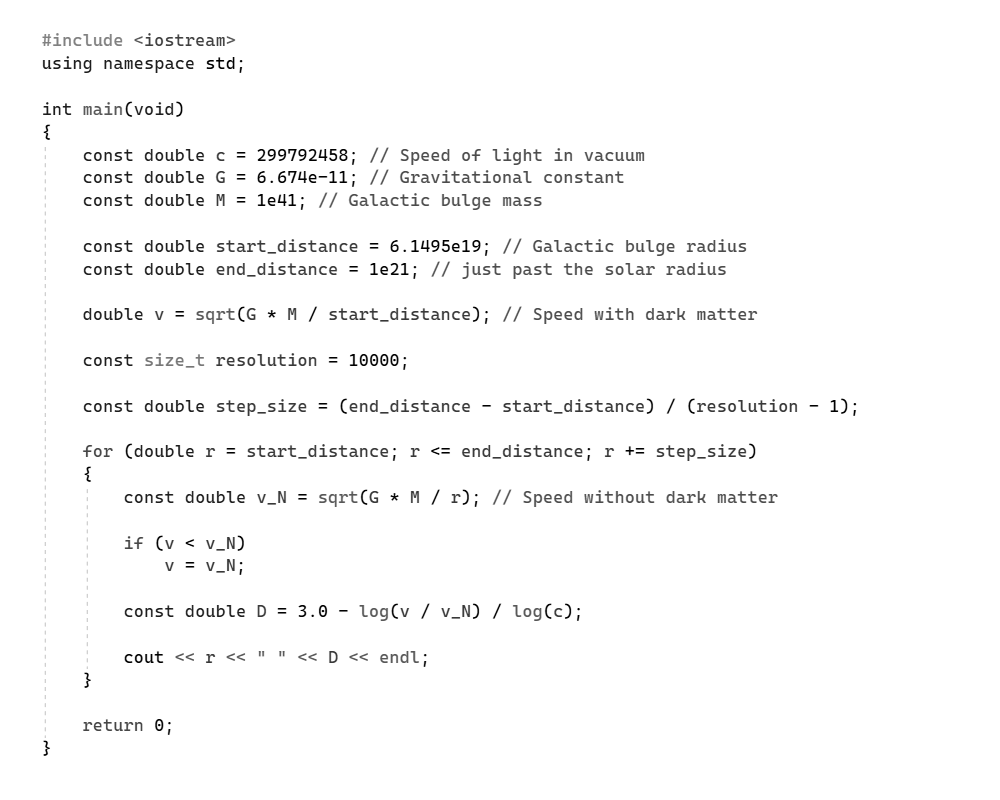 #include <iostream>
using namespace std;
int main(void)
{
const double c = 299792458; // Speed of light in vacuum
const double G = 6.674e-11; // Gravitational constant
const double M = 1e41; // Galactic bulge mass
const double start_distance = 6.1495e19; // Galactic bulge radius
const double end_distance = 1e21; // just past the solar radius
double v = sqrt(G * M / start_distance); // Speed with dark matter
const size_t resolution = 10000;
const double step_size = (end_distance - start_distance) / (resolution - 1);
for (double r = start_distance; r <= end_distance; r += step_size)
{
const double v_N = sqrt(G * M / r); // Speed without dark matter
if (v < v_N)
v = v_N;
const double D = 3.0 - log(v / v_N) / log(c);
cout << r << " " << D << endl;
}
return 0;
}